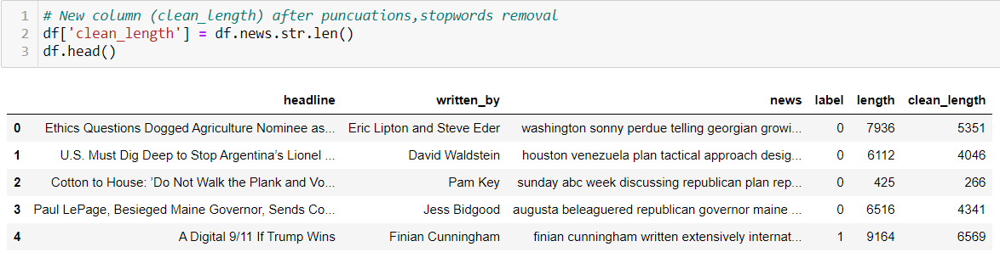 1 # New column (clean_length) after puncuations,stopwords removal
2 df['clean_length'] = df.news.str.len()
3 df.head()
headline written_by news label length clean_length
0 Ethics Questions Dogged Agriculture Nominee as... Eric Lipton and Steve Eder washington sonny perdue telling georgian growi... 0 7936 5351
1 U.S. Must Dig Deep to Stop Argentina’s Lionel ... David Waldstein houston venezuela plan tactical approach desig... 0 6112 4046
2 Cotton to House: ’Do Not Walk the Plank and Vo... Pam Key sunday abc week discussing republican plan rep... 0 425 266
3 Paul LePage, Besieged Maine Governor, Sends Co... Jess Bidgood augusta beleaguered republican governor maine ... 0 6516 4341
4 A Digital 9/11 If Trump Wins Finian Cunningham finian cunningham written extensively internat... 1 9164 6569